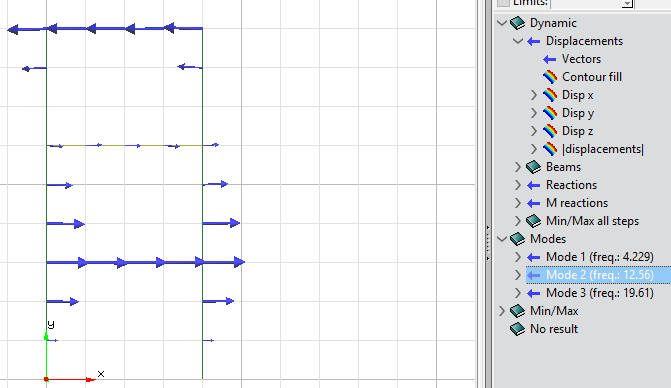 Limits:
Dynamic
Displacements
Vectors
Contour fill
Disp x
Disp y
Disp z
|displacements|
Beams
Reactions
M reactions
Min/Max all steps
Modes
Mode 1 (freq.: 4.229)
Mode 2 (freq.: 12.56)
Mode 3 (freq.: 19.61)
Min/Max
No result
y
x